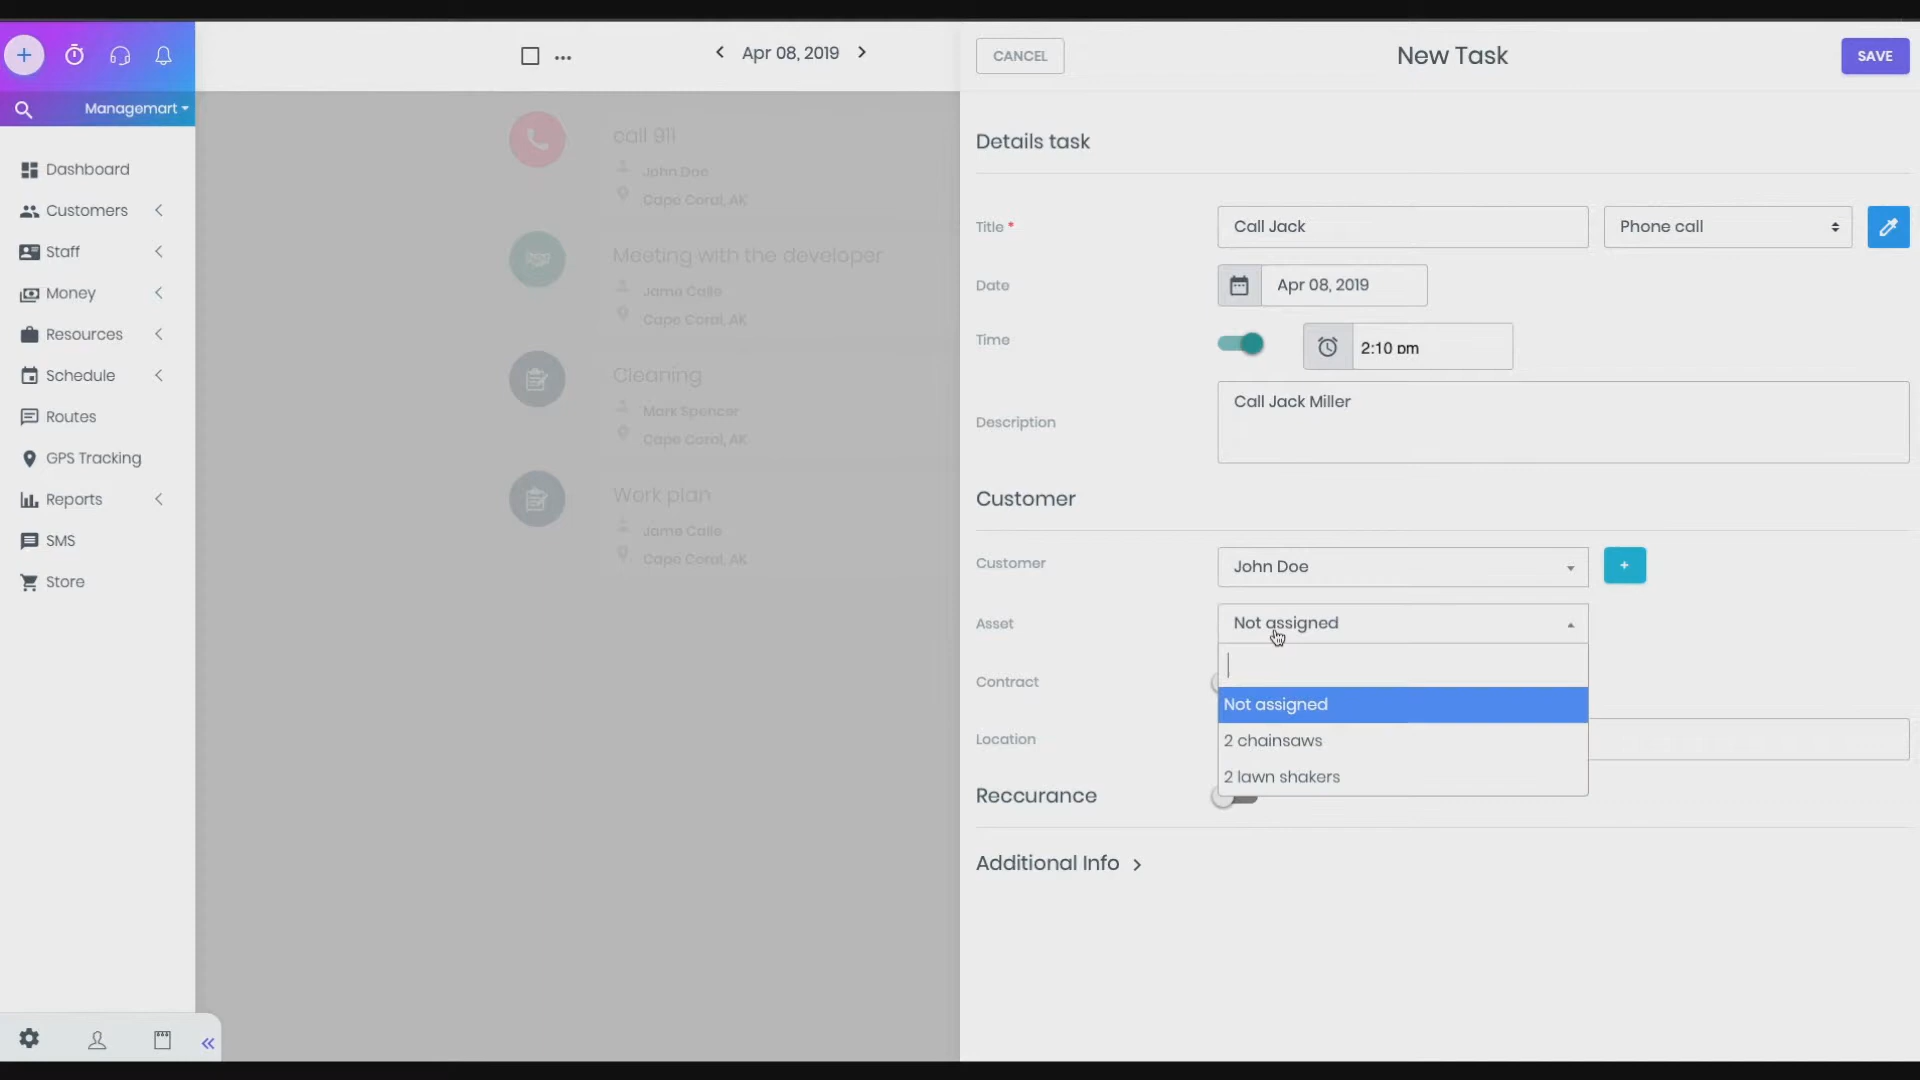 Apr 08, 2019
CANCEL
New Task
SAVE
Managemart
Dashboard
Customers
Staff
Money
Resources
Schedule
Routes
GPS Tracking
Reports
SMS
Store
call 911
John Doe
Cape Coral, AK
Meeting with the developer
Jame Calle
Cape Coral, AK
Cleaning
Mark Spencer
Cape Coral, AK
Work plan
Jame Calle
Cape Coral, AK
Details task
Title * Call Jack Phone call
Date Apr 08, 2019
Time 2:10 pm
Description Call Jack Miller
Customer
Customer John Doe +
Asset Not assigned
Not assigned
Contract
2 chainsaws
Location
2 lawn shakers
Reccurance
Additional Info